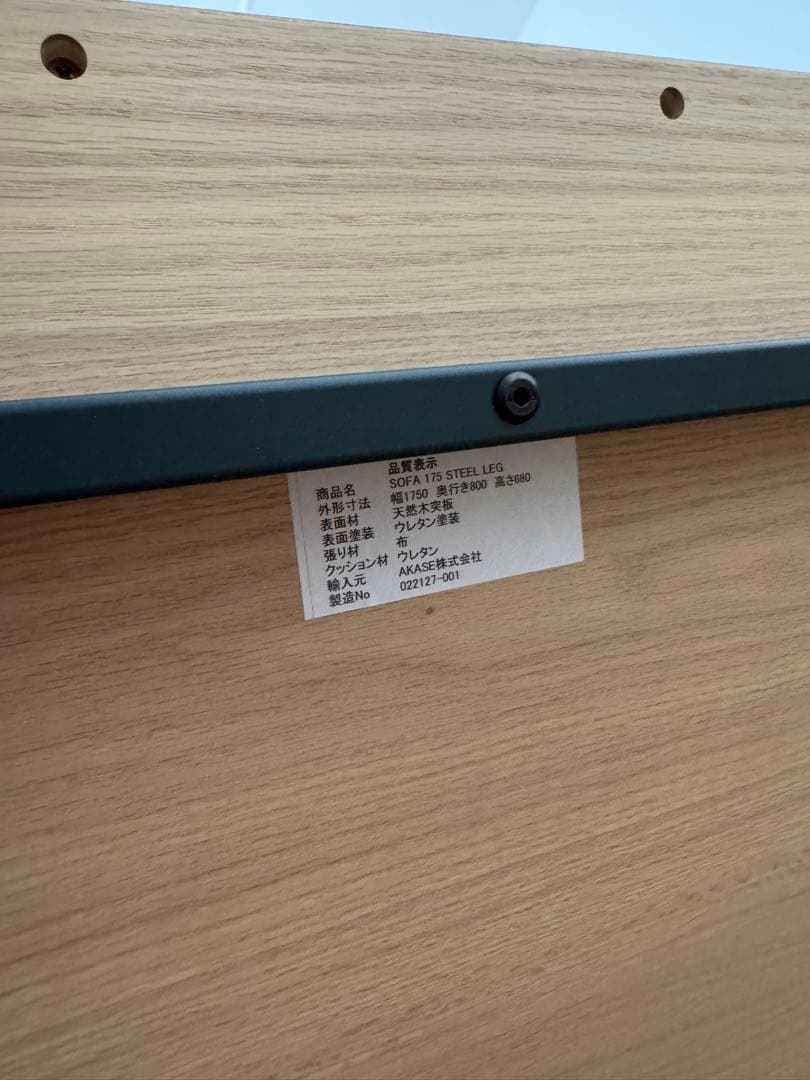 品質表示
商品名 SOFA 175 STEEL LEG
外形寸法 幅1750 奥行き800 高さ680
表面材 天然木突板
表面塗装 ウレタン塗装
張り材 布
クッション材 ウレタン
輸入元 AKASE株式会社
製造No 022127-001